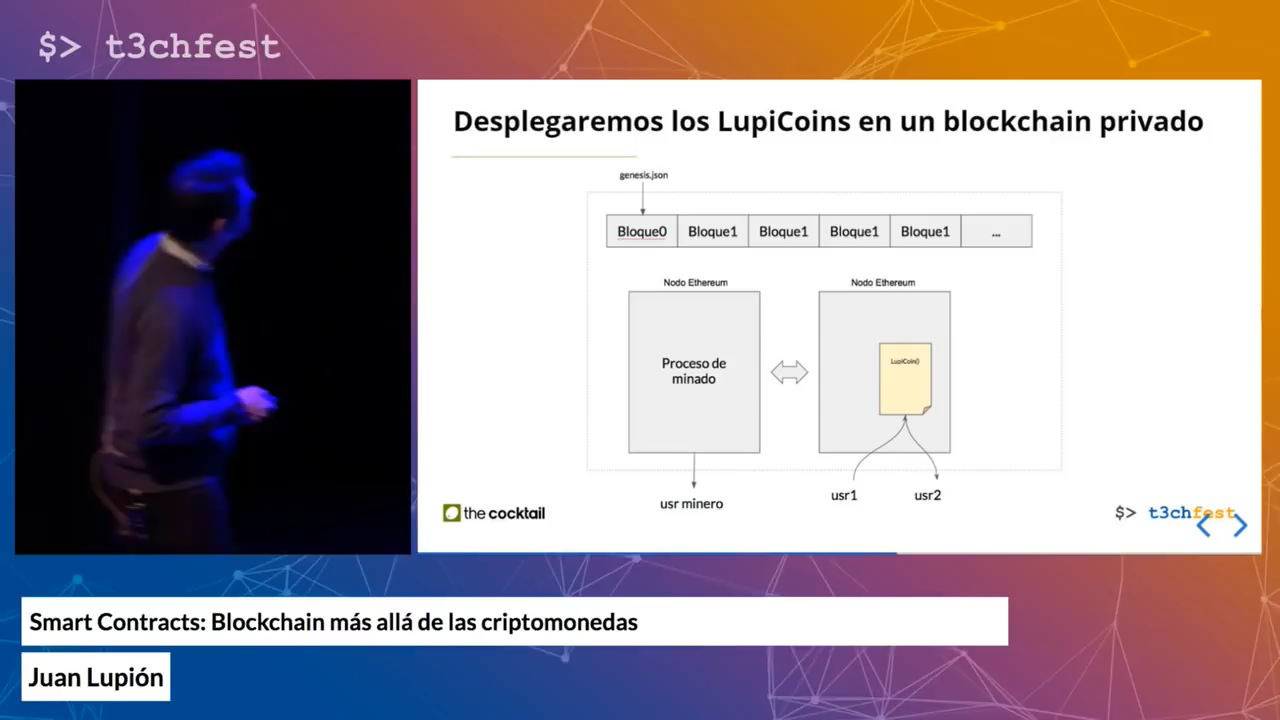 $> t3chfest
Desplegaremos los LupiCoins en un blockchain privado
genesis.json
Bloque0 Bloque1 Bloque1 Bloque1 Bloque1 ...
Nodo Ethereum Nodo Ethereum
Proceso de
minado
LupiCoin()
usr minero
usr1 usr2
the cocktail
$> t3chfest
Smart Contracts: Blockchain más allá de las criptomonedas
Juan Lupión